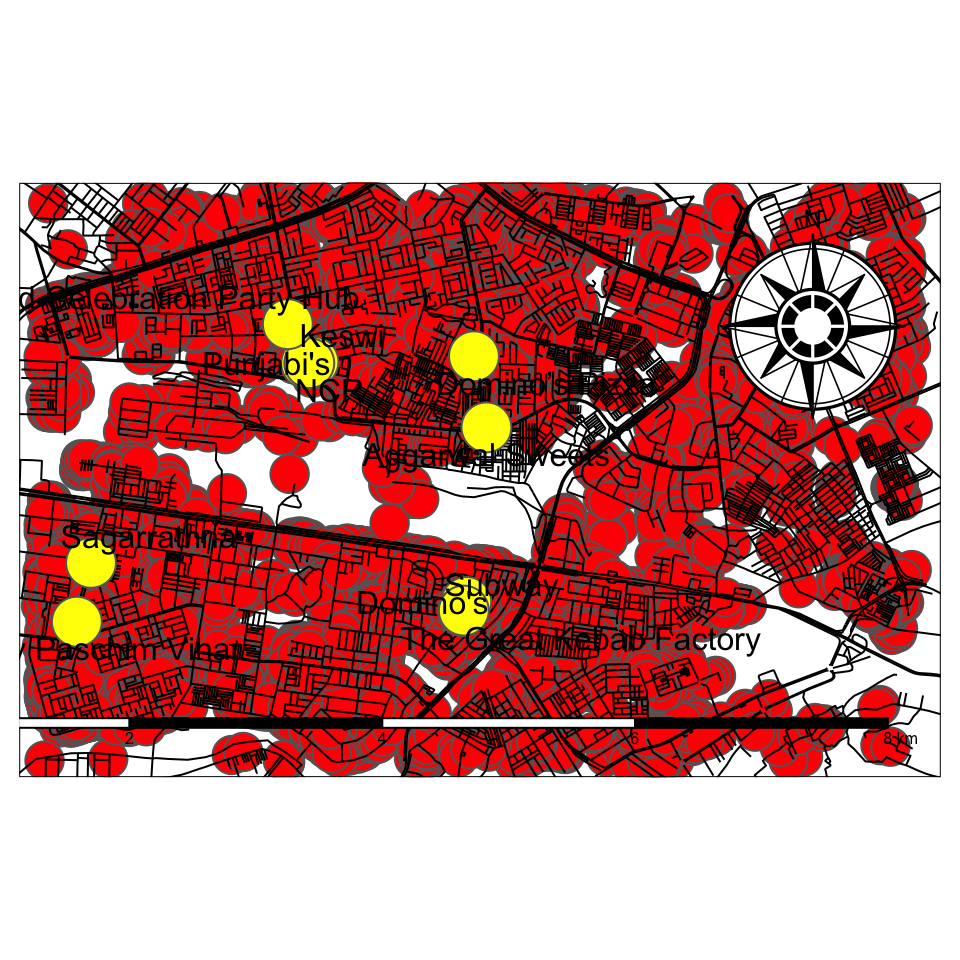 Celebration Party Hub
Keswi
Punjabi's
NCR
Domino's Pizza
Aggarwal Sweets
Sagarrathna
Subway
Domino's
The Great Kebab Factory
Paschim Vihar
2 4 6 8 km